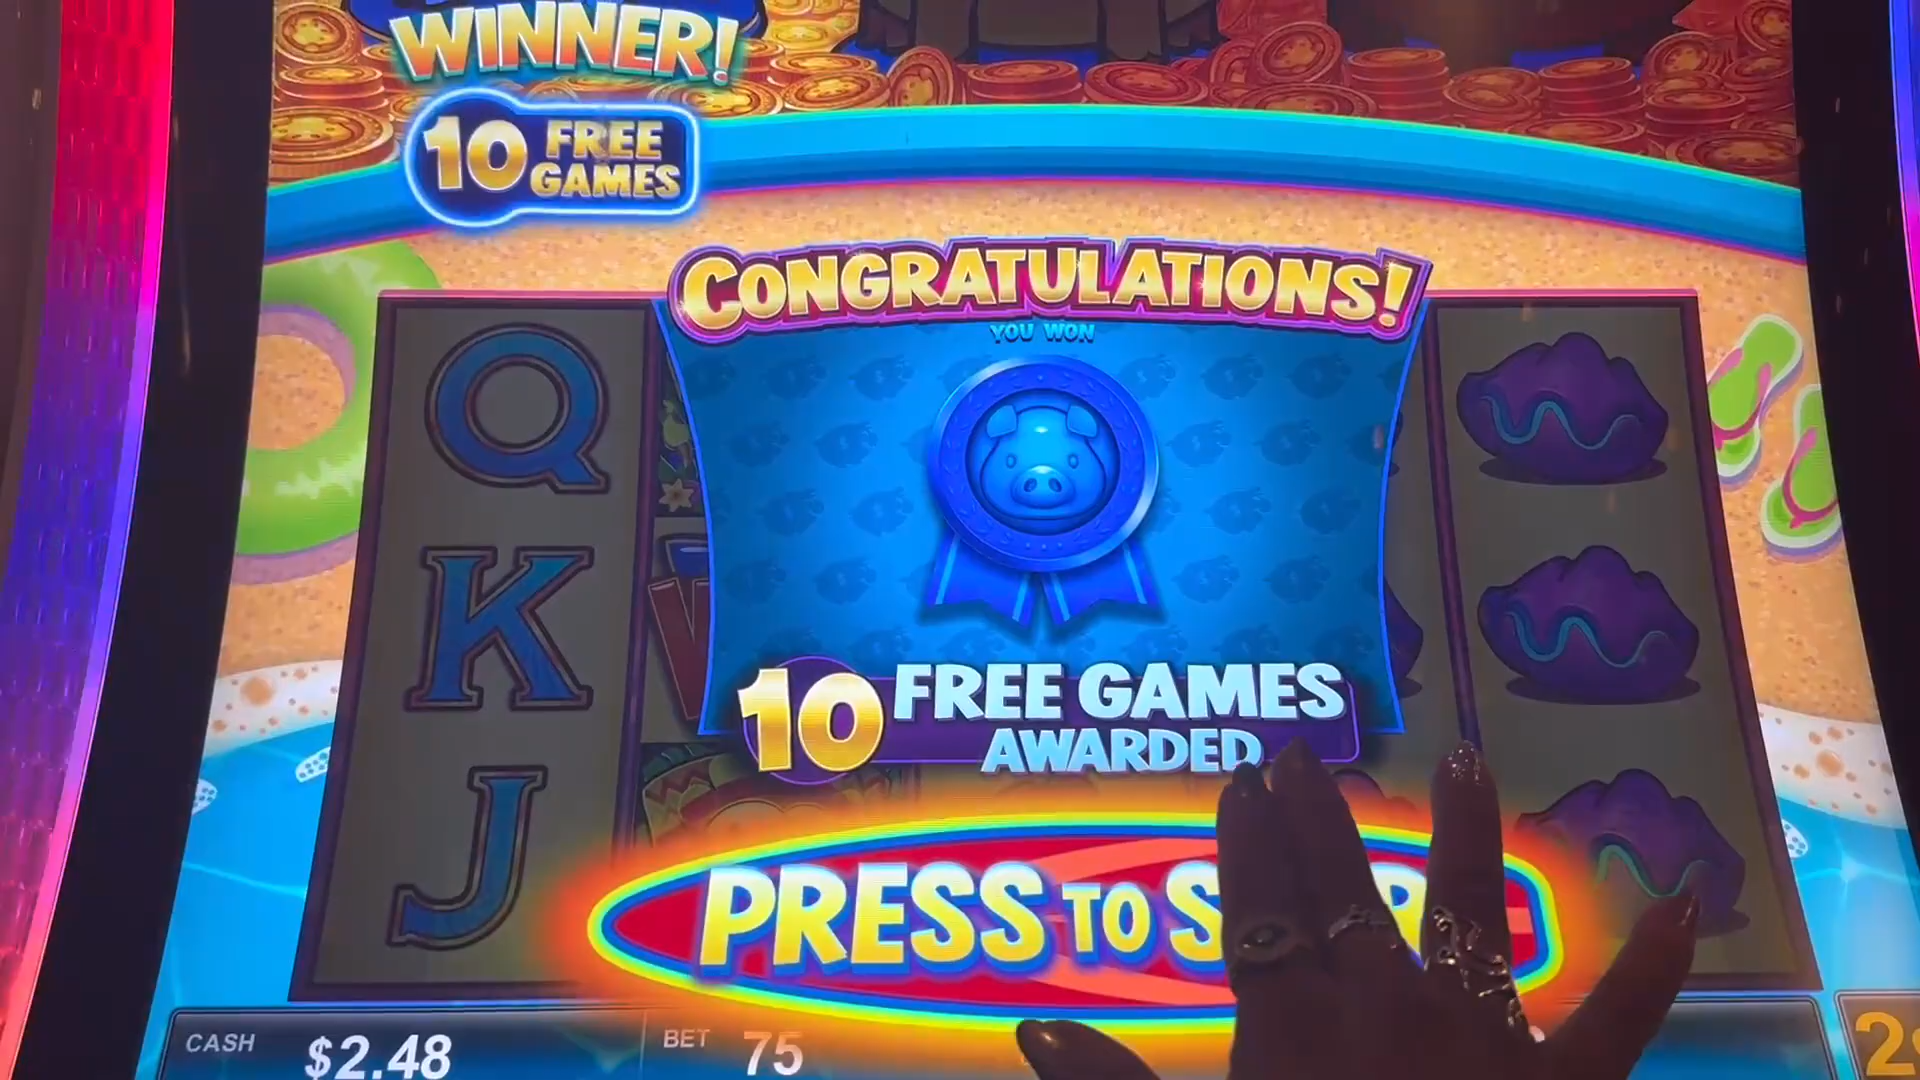 WINNER!
10 FREE GAMES
CONGRATULATIONS!
YOU WON
10 FREE GAMES
AWARDED
PRESS TO
Q
K
J
CASH $2.48
BET 75